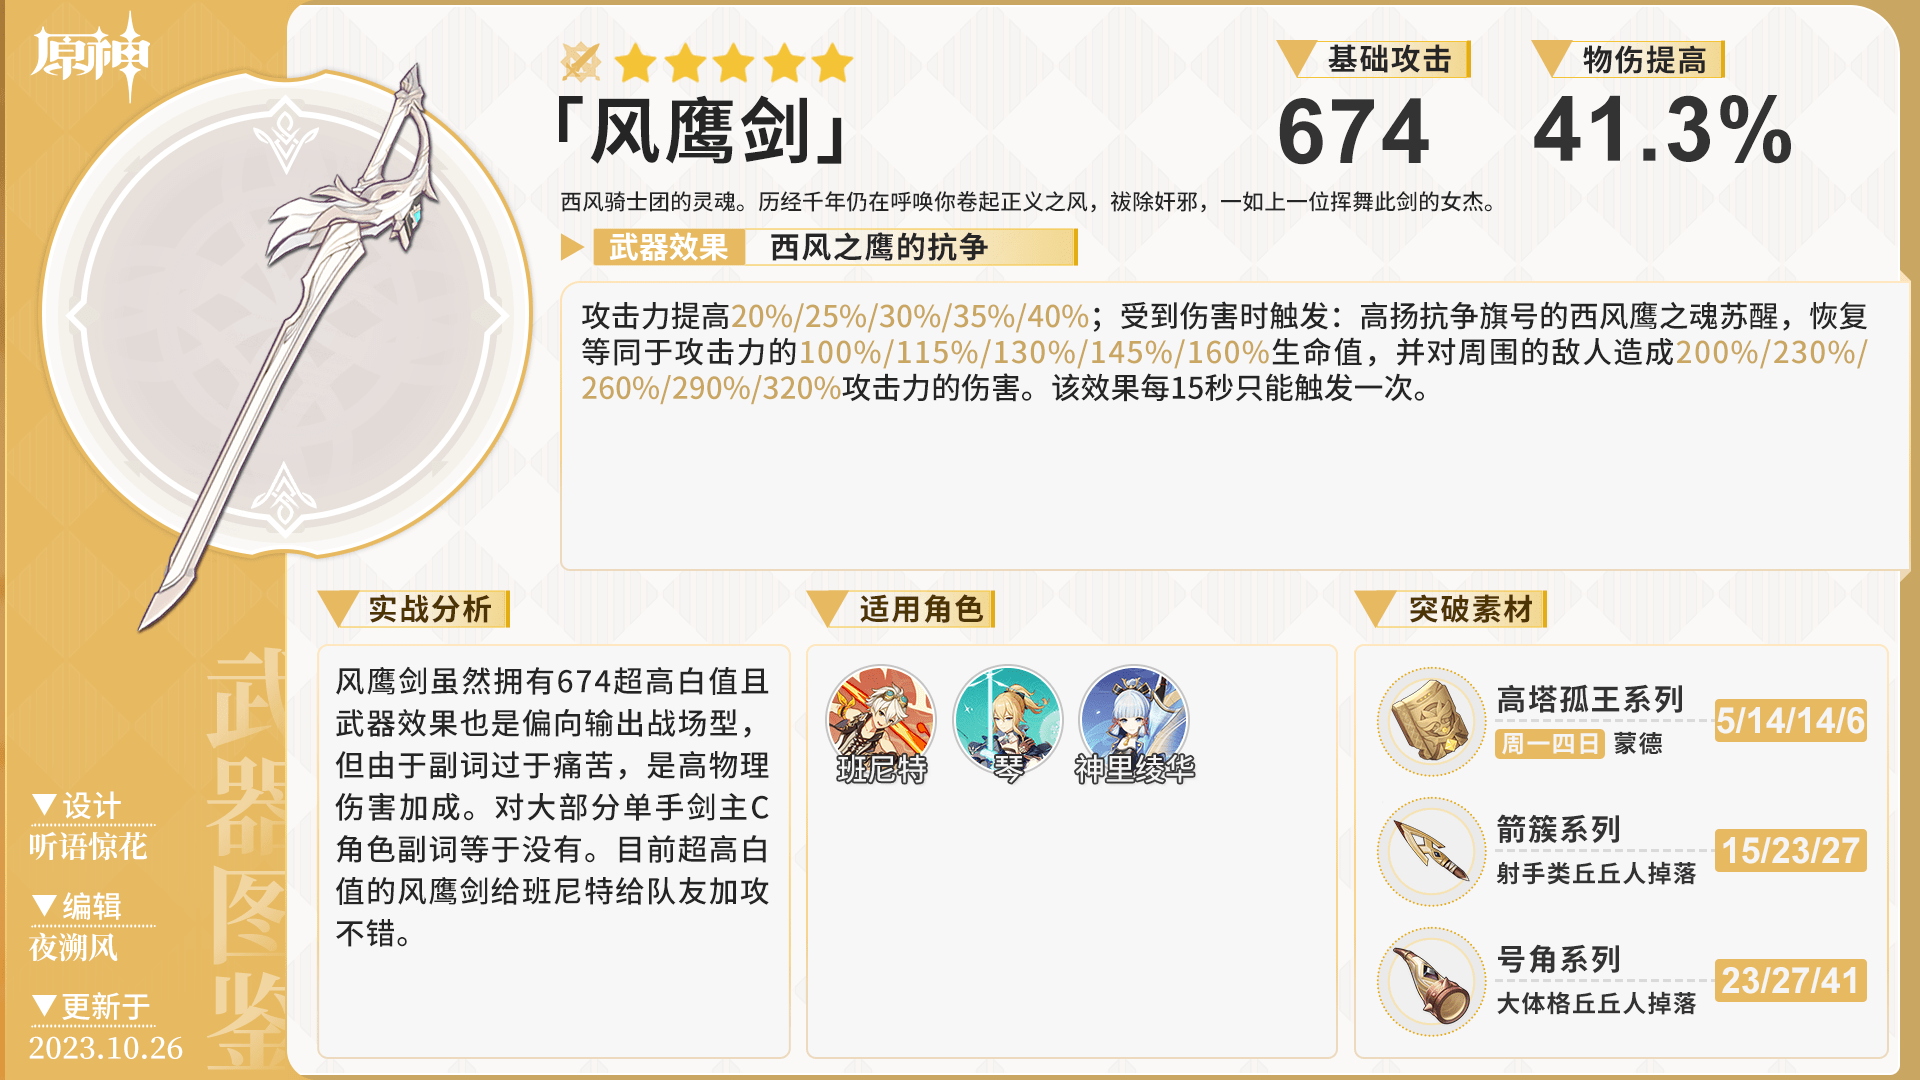 原神
「风鹰剑」
基础攻击
674
物伤提高
41.3%
西风骑士团的灵魂。历经千年仍在呼唤你卷起正义之风，祓除奸邪，一如上一位挥舞此剑的女杰。
武器效果 西风之鹰的抗争
攻击力提高20%/25%/30%/35%/40%；受到伤害时触发：高扬抗争旗号的西风鹰之魂苏醒，恢复
等同于攻击力的100%/115%/130%/145%/160%生命值，并对周围的敌人造成200%/230%/
260%/290%/320%攻击力的伤害。该效果每15秒只能触发一次。
实战分析
风鹰剑虽然拥有674超高白值且
武器效果也是偏向输出战场型，
但由于副词过于痛苦，是高物理
伤害加成。对大部分单手剑主C
角色副词等于没有。目前超高白
值的风鹰剑给班尼特给队友加攻
不错。
适用角色
班尼特
琴
神里绫华
突破素材
高塔孤王系列
周一四日 蒙德
5/14/14/6
箭簇系列
射手类丘丘人掉落
15/23/27
号角系列
大体格丘丘人掉落
23/27/41
武器图鉴
▼设计
听语惊花
▼编辑
夜溯风
▼更新于
2023.10.26